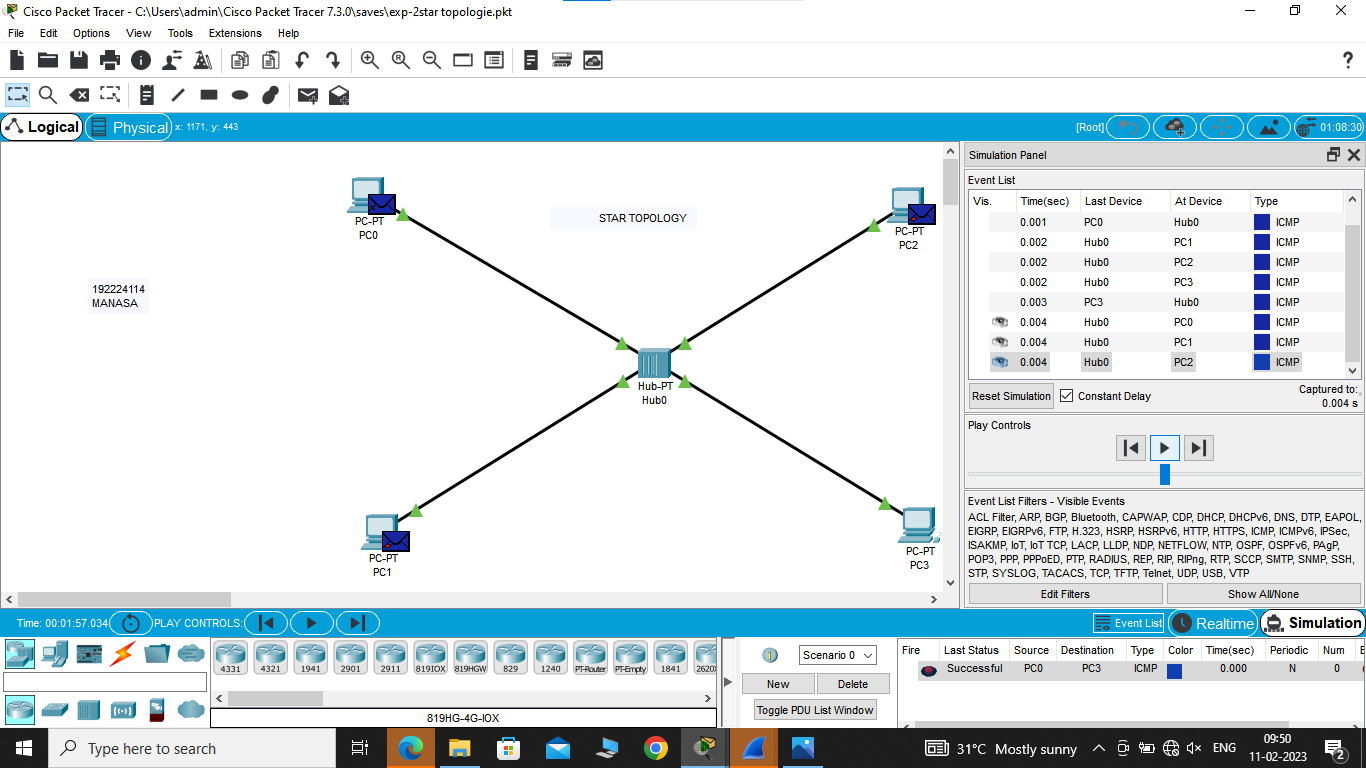 Cisco Packet Tracer - C:\Users\admin\Cisco Packet Tracer 7.3.0\saves\exp-2star topologie.pkt
File Edit Options View Tools Extensions Help
?
Logical Physical x: 1171, y: 443 [Root] 01:08:30
PC-PT
PC0
STAR TOPOLOGY
PC-PT
PC2
192224114
MANASA
Hub-PT
Hub0
PC-PT
PC1
PC-PT
PC3
Simulation Panel
Event List
Vis. Time(sec) Last Device At Device Type
0.001 PC0 Hub0 ICMP
0.002 Hub0 PC1 ICMP
0.002 Hub0 PC2 ICMP
0.002 Hub0 PC3 ICMP
0.003 PC3 Hub0 ICMP
0.004 Hub0 PC0 ICMP
0.004 Hub0 PC1 ICMP
0.004 Hub0 PC2 ICMP
Reset Simulation Constant Delay Captured to:
0.004 s
Play Controls
Event List Filters - Visible Events
ACL Filter, ARP, BGP, Bluetooth, CAPWAP, CDP, DHCP, DHCPv6, DNS, DTP, EAPOL,
EIGRP, EIGRPv6, FTP, H.323, HSRP, HSRPv6, HTTP, HTTPS, ICMP, ICMPv6, IPSec,
ISAKMP, IoT, IoT TCP, LACP, LLDP, NDP, NETFLOW, NTP, OSPF, OSPFv6, PAgP,
POP3, PPP, PPPoED, PTP, RADIUS, REP, RIP, RIPng, RTP, SCCP, SMTP, SNMP, SSH,
STP, SYSLOG, TACACS, TCP, TFTP, Telnet, UDP, USB, VTP
Edit Filters Show All/None
Time: 00:01:57.034 PLAY CONTROLS: Event List Realtime Simulation
4331 4321 1941 2901 2911 819IOX 819HGW 829 1240 PT-Router PT-Empty 1841 2620X
819HG-4G-IOX
Scenario 0
New Delete
Toggle PDU List Window
Fire Last Status Source Destination Type Color Time(sec) Periodic Num E
Successful PC0 PC3 ICMP 0.000 N 0
Type here to search
31°C Mostly sunny ENG 09:50
11-02-2023
2